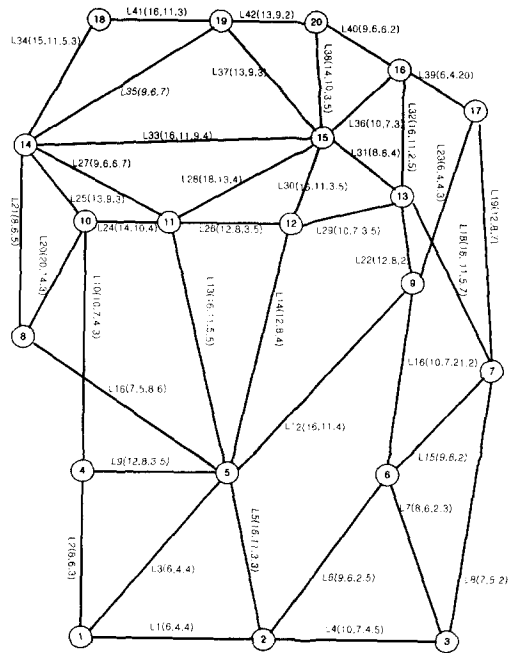 L41(16,11.3)
L42(13,9.2)
18
19
20
L40(9,6,6.2)
L34(15,11.5.3)
L38(14,10,3.5)
L37(13,9.3)
16
L39(6,4.20)
L35(9,6,7)
17
L36(10,7.3)
L32(16,11,2.5)
L33(16,11,9.4)
15
14
L31(8,6.4)
L23(6,4.4.3)
L27(9,6,6.7)
L28(18,13,4)
L19(12,8.7)
L25(13,9.3)
L30(16,11,3.5)
13
L21(8,6.5)
10
11
12
L24(14,10.4)
L26(12,8,3.5)
L29(10,7.3.5)
L20(20,14.3)
L18(16,11,5.7)
L22(12,8.2)
9
L10(10,7.4.3)
L13(16,11.5.5)
L14(12,8.4)
8
L16(10,7.21.2)
7
L16(7,5.8.6)
L12(16,11.4)
4
L9(12,8,3.5)
5
6
L15(9,6.2)
L7(8,6,2.3)
L2(8,6.3)
L3(6,4.4)
L5(16,11,3.3)
L6(9,6,2.5)
L8(7,5.2)
1
L1(6,4.4)
2
L4(10,7,4.5)
3